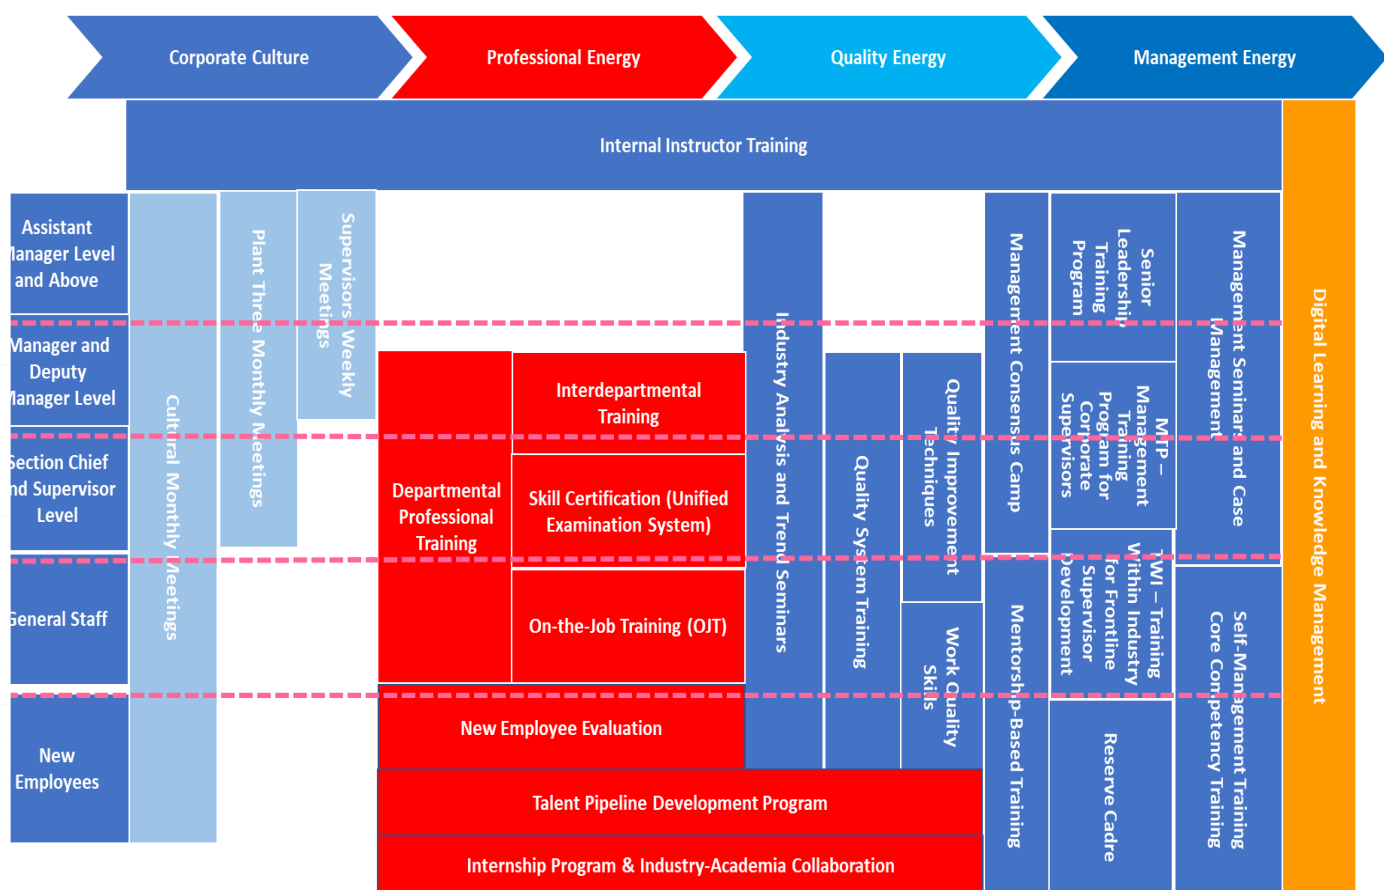 Corporate Culture
Professional Energy
Quality Energy
Management Energy
Internal Instructor Training
Assistant
Manager Level
and Above
Manager and
Deputy
Manager Level
Section Chief
and Supervisor
Level
General Staff
New
Employees
Cultural Monthly Meetings
Plant Three Monthly Meetings
Supervisors Weekly
Meetings
Departmental
Professional
Training
Interdepartmental
Training
Skill Certification (Unified
Examination System)
On-the-Job Training (OJT)
New Employee Evaluation
Talent Pipeline Development Program
Internship Program & Industry-Academia Collaboration
Industry Analysis and Trend Seminars
Quality System Training
Quality Improvement
Techniques
Work Quality
Skills
Management Consensus Camp
Mentorship-Based Training
Senior
Leadership
Training
Program
MTP – 
Management
Training
Program for
Corporate
Supervisors
TWI – Training
Within Industry
for Frontline
Supervisor
Development
Reserve Cadre
Management Seminars and Case
Management
Self-Management Training
Core Competency Training
Digital Learning and Knowledge Management